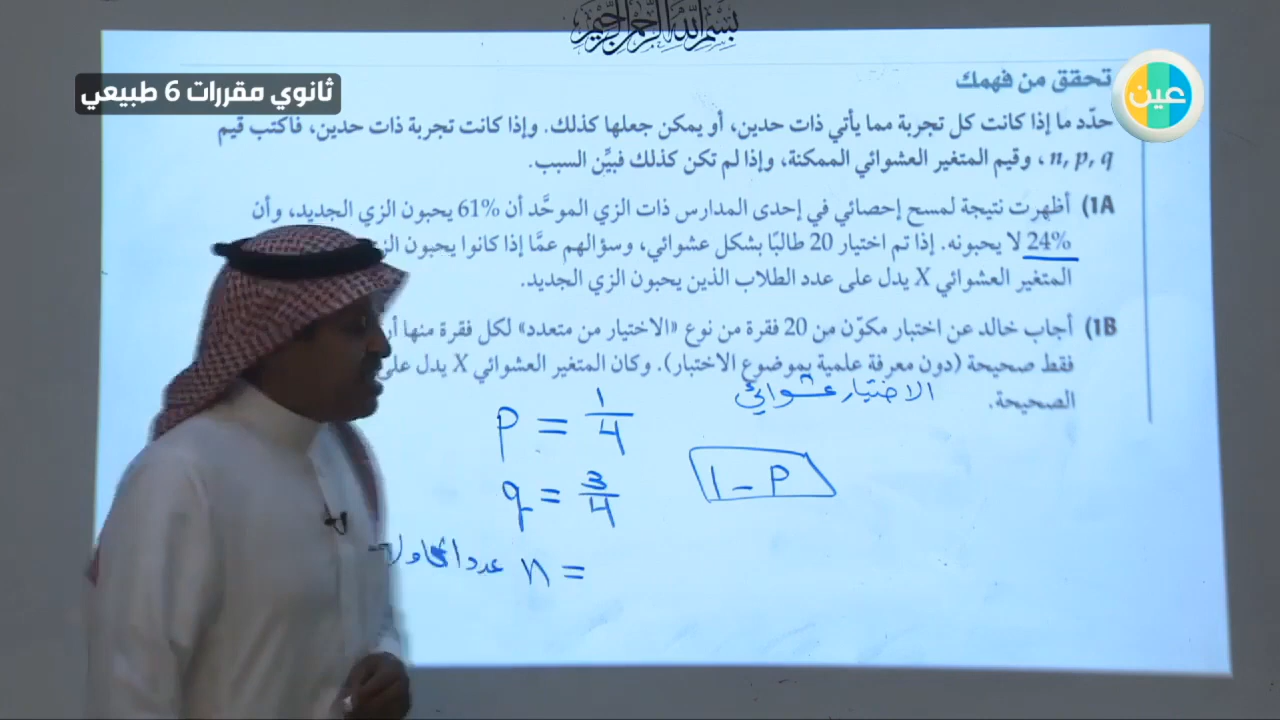 بسم الله الرحمن الرحيم
ثانوي مقررات 6 طبيعي
عين
تحقق من فهمك
حدّد ما إذا كانت كل تجربة مما يأتي ذات حدين، أو يمكن جعلها كذلك. وإذا كانت تجربة ذات حدين، فاكتب قيم
n, p, q ، وقيم المتغير العشوائي الممكنة، وإذا لم تكن كذلك فبيِّن السبب.
1A) أظهرت نتيجة لمسح إحصائي في إحدى المدارس ذات الزي الموحَّد أن 61% يحبون الزي الجديد، وأن
24% لا يحبونه. إذا تم اختيار 20 طالبًا بشكل عشوائي، وسؤالهم عمَّا إذا كانوا يحبون
المتغير العشوائي X يدل على عدد الطلاب الذين يحبون الزي الجديد.
1B) أجاب خالد عن اختبار مكوّن من 20 فقرة من نوع «الاختيار من متعدد» لكل فقرة منها
فقط صحيحة (دون معرفة علمية بموضوع الاختبار). وكان المتغير العشوائي X يدل على
الصحيحة.
الاختيار عشوائي
p = 1/4
q = 3/4
1 - P
عدد n =